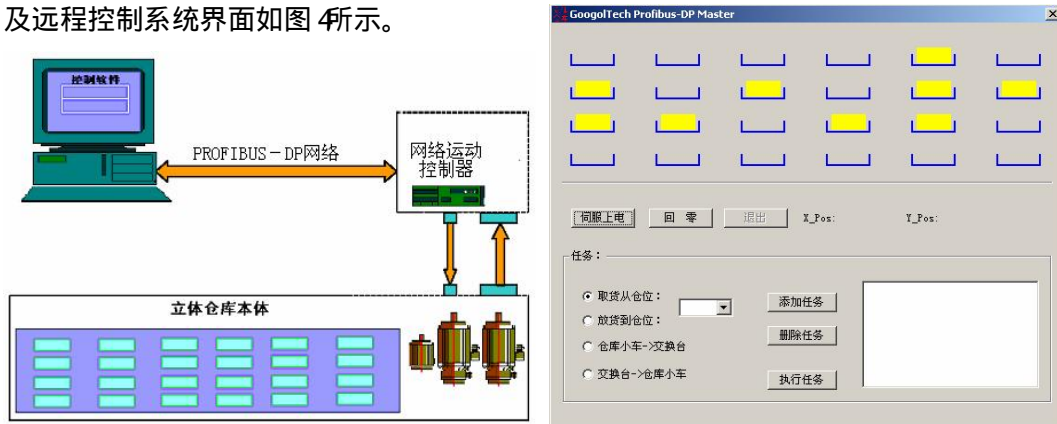 及远程控制系统界面如图 4所示。
控制软件
PROFIBUS-DP网络
网络运动
控制器
立体仓库本体
GoogolTech Profibus-DP Master
伺服上电
回 零
退出
X_Pos:
Y_Pos:
任务:
取货从仓位:
放货到仓位:
仓库小车->交换台
交换台->仓库小车
添加任务
删除任务
执行任务